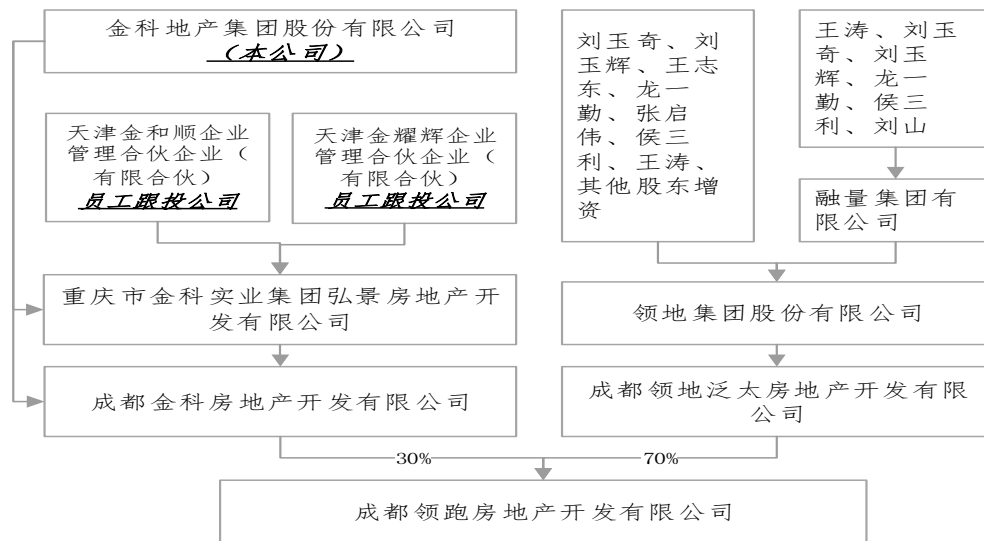 金科地产集团股份有限公司
（本公司）
天津金和顺企业
管理合伙企业（
有限合伙）
员工跟投公司
天津金耀辉企业
管理合伙企业（
有限合伙）
员工跟投公司
重庆市金科实业集团弘景房地产开
发有限公司
成都金科房地产开发有限公司
刘玉奇、刘
玉辉、王志
东、龙一
勤、张启
伟、侯三
利、王涛、
其他股东增
资
王涛、刘玉
奇、刘玉
辉、龙一
勤、侯三
利、刘山
融量集团有
限公司
领地集团股份有限公司
成都领地泛太房地产开发有限
公司
30%
70%
成都领跑房地产开发有限公司